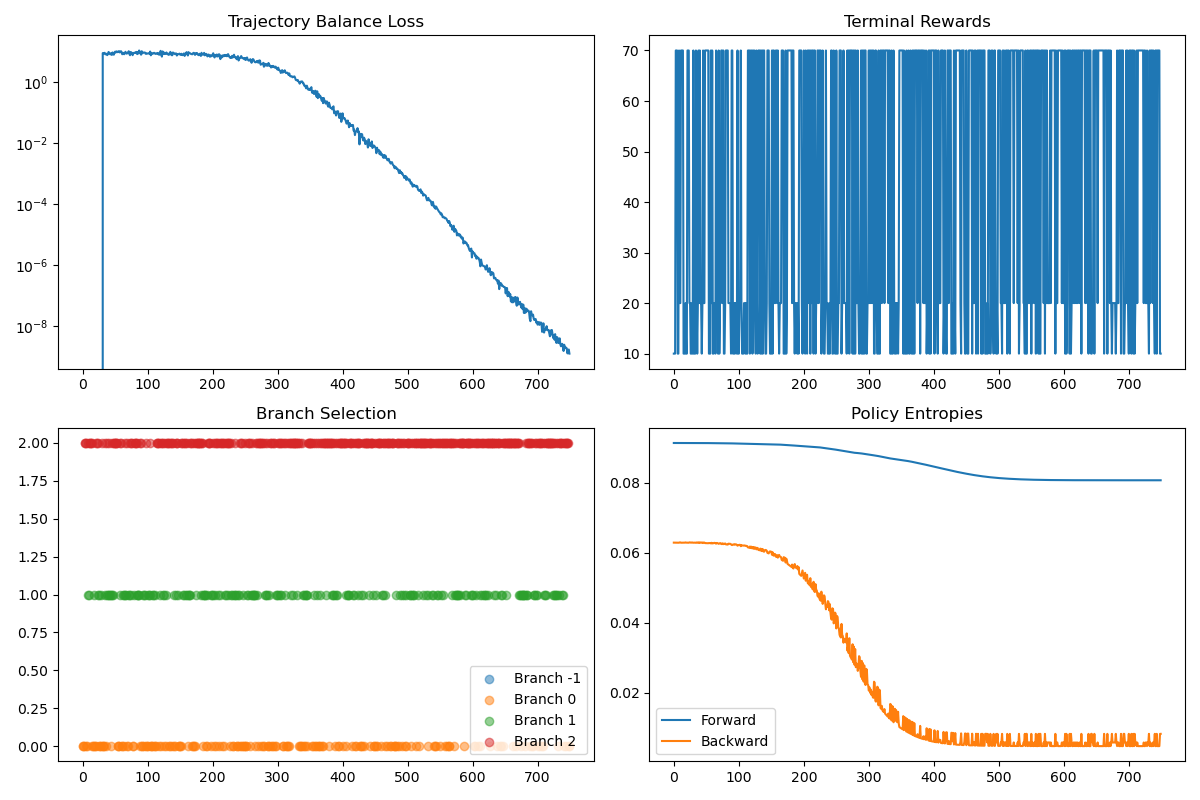 Trajectory Balance Loss
10⁰
10⁻²
10⁻⁴
10⁻⁶
10⁻⁸
0 100 200 300 400 500 600 700
Terminal Rewards
70
60
50
40
30
20
10
0 100 200 300 400 500 600 700
Branch Selection
2.00
1.75
1.50
1.25
1.00
0.75
0.50
0.25
0.00
Branch -1
Branch 0
Branch 1
Branch 2
0 100 200 300 400 500 600 700
Policy Entropies
0.08
0.06
0.04
0.02
Forward
Backward
0 100 200 300 400 500 600 700